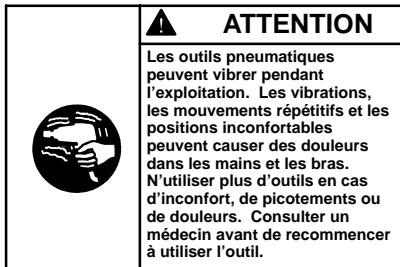 ATTENTION
Les outils pneumatiques
peuvent vibrer pendant
l'exploitation. Les vibrations,
les mouvements répétitifs et les
positions inconfortables
peuvent causer des douleurs
dans les mains et les bras.
N'utiliser plus d'outils en cas
d'inconfort, de picotements ou
de douleurs. Consulter un
médecin avant de recommencer
à utiliser l'outil.